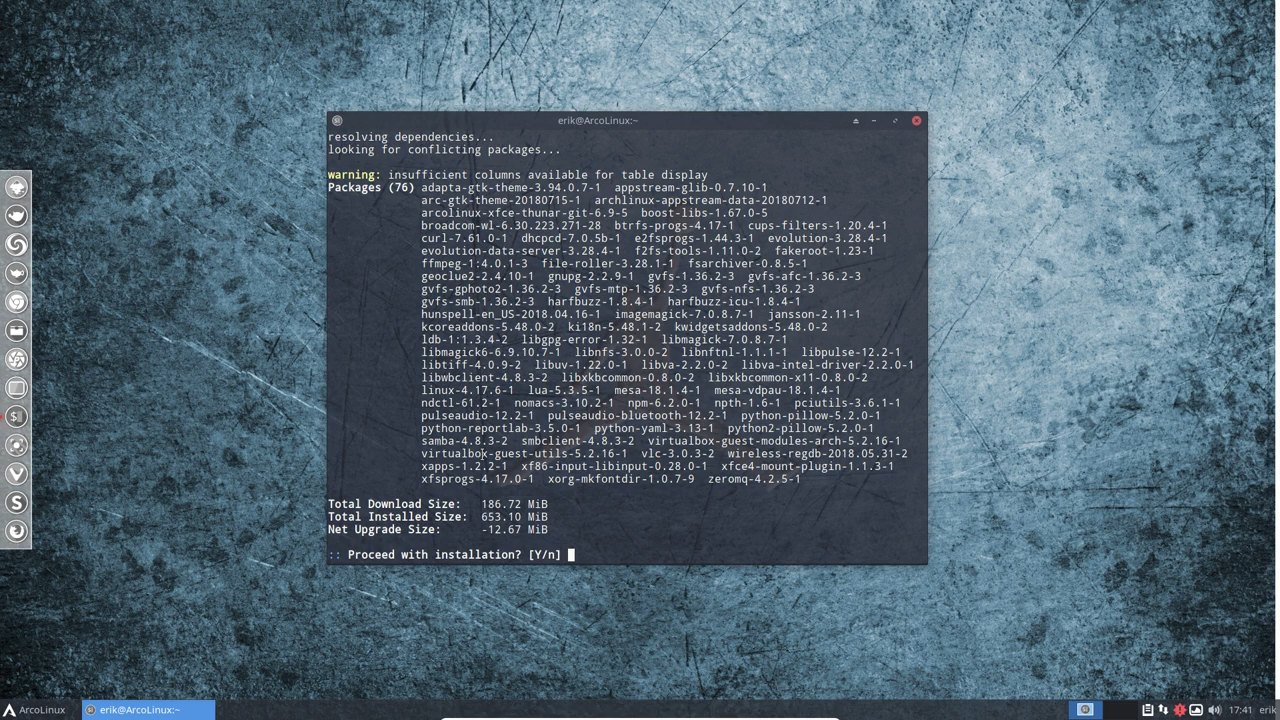 erik@ArcoLinux:~
resolving dependencies...
looking for conflicting packages...
warning: insufficient columns available for table display
Packages (76) adapta-gtk-theme-3.94.0.7-1 appstream-glib-0.7.10-1
arc-gtk-theme-20180715-1 archlinux-appstream-data-20180712-1
arcolinux-xfce-thunar-git-6.9-5 boost-libs-1.67.0-5
broadcom-wl-6.30.223.271-28 btrfs-progs-4.17-1 cups-filters-1.20.4-1
curl-7.61.0-1 dhcpcd-7.0.5b-1 e2fsprogs-1.44.3-1 evolution-3.28.4-1
evolution-data-server-3.28.4-1 f2fs-tools-1.11.0-2 fakeroot-1.23-1
ffmpeg-1:4.0.1-3 file-roller-3.28.1-1 fsarchiver-0.8.5-1
geoclue2-2.4.10-1 gnupg-2.2.9-1 gvfs-1.36.2-3 gvfs-afc-1.36.2-3
gvfs-gphoto2-1.36.2-3 gvfs-mtp-1.36.2-3 gvfs-nfs-1.36.2-3
gvfs-smb-1.36.2-3 harfbuzz-1.8.4-1 harfbuzz-icu-1.8.4-1
hunspell-en_US-2018.04.16-1 imagemagick-7.0.8.7-1 jansson-2.11-1
kcoreaddons-5.48.0-2 ki18n-5.48.1-2 kwidgetsaddons-5.48.0-2
ldb-1:1.3.4-2 libgpg-error-1.32-1 libmagick-7.0.8.7-1
libmagick6-6.9.10.7-1 libnfs-3.0.0-2 libnftnl-1.1.1-1 libpulse-12.2-1
libtiff-4.0.9-2 libuv-1.22.0-1 libva-2.2.0-2 libva-intel-driver-2.2.0-1
libwbclient-4.8.3-2 libxkbcommon-0.8.0-2 libxkbcommon-x11-0.8.0-2
linux-4.17.6-1 lua-5.3.5-1 mesa-18.1.4-1 mesa-vdpau-18.1.4-1
ndctl-61.2-1 nomacs-3.10.2-1 npm-6.2.0-1 npth-1.6-1 pciutils-3.6.1-1
pulseaudio-12.2-1 pulseaudio-bluetooth-12.2-1 python-pillow-5.2.0-1
python-reportlab-3.5.0-1 python-yaml-3.13-1 python2-pillow-5.2.0-1
samba-4.8.3-2 smbclient-4.8.3-2 virtualbox-guest-modules-arch-5.2.16-1
virtualbox-guest-utils-5.2.16-1 vlc-3.0.3-2 wireless-regdb-2018.05.31-2
xapps-1.2.2-1 xf86-input-libinput-0.28.0-1 xfce4-mount-plugin-1.1.3-1
xfsprogs-4.17.0-1 xorg-mkfontdir-1.0.7-9 zeromq-4.2.5-1
Total Download Size: 186.72 MiB
Total Installed Size: 653.10 MiB
Net Upgrade Size: -12.67 MiB
:: Proceed with installation? [Y/n]
ArcoLinux
erik@ArcoLinux:~
17:41
erik